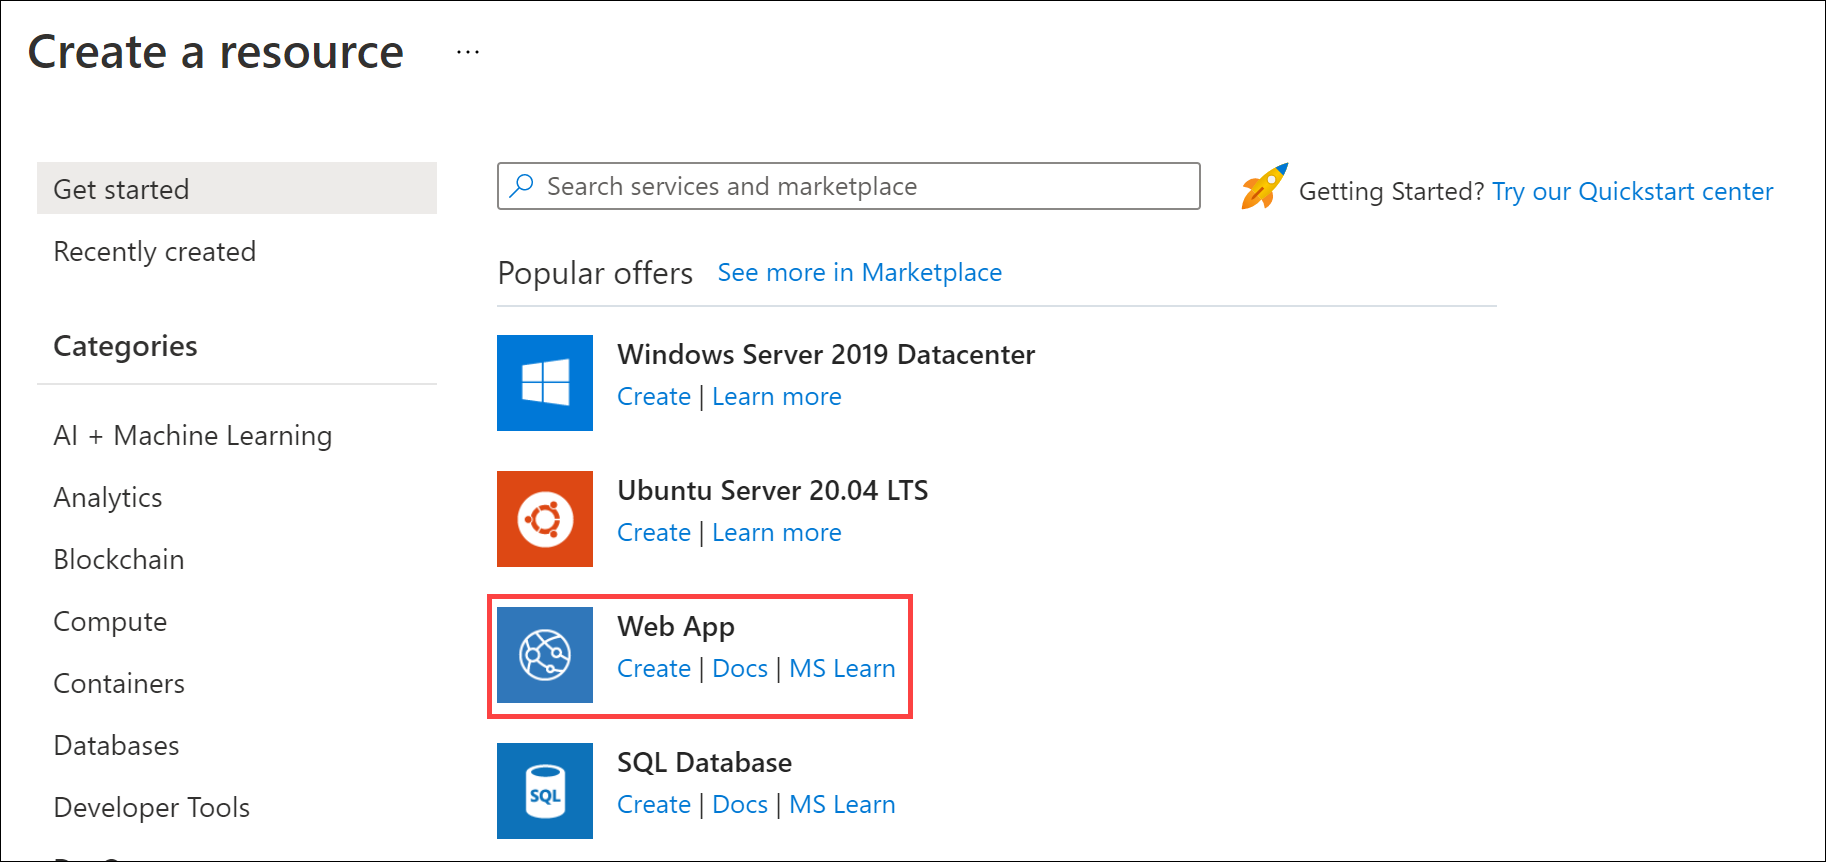 Create a resource ...
Get started
Recently created
Categories
AI + Machine Learning
Analytics
Blockchain
Compute
Containers
Databases
Developer Tools
Search services and marketplace
Getting Started? Try our Quickstart center
Popular offers See more in Marketplace
Windows Server 2019 Datacenter
Create | Learn more
Ubuntu Server 20.04 LTS
Create | Learn more
Web App
Create | Docs | MS Learn
SQL
SQL Database
Create | Docs | MS Learn